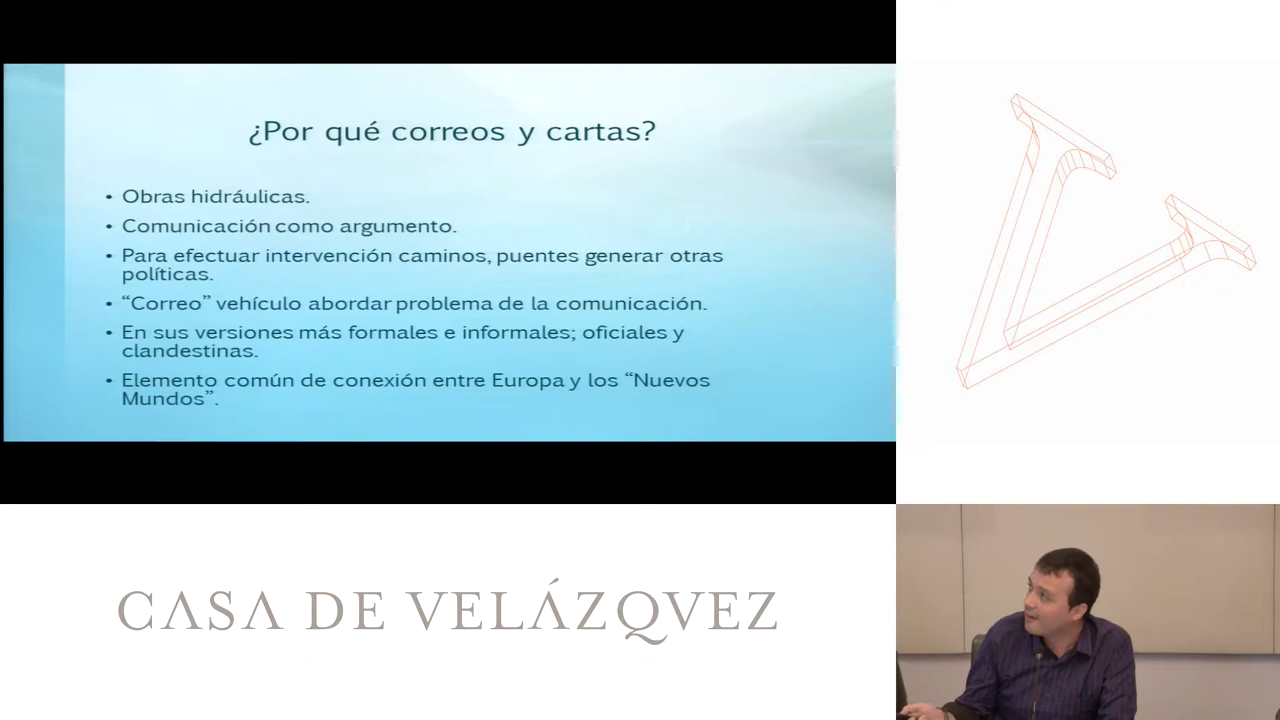 ¿Por qué correos y cartas?
• Obras hidráulicas.
• Comunicación como argumento.
• Para efectuar intervención caminos, puentes generar otras
políticas.
• “Correo” vehículo abordar problema de la comunicación.
• En sus versiones más formales e informales; oficiales y
clandestinas.
• Elemento común de conexión entre Europa y los “Nuevos
Mundos”.
CASA DE VELÁZQVEZ